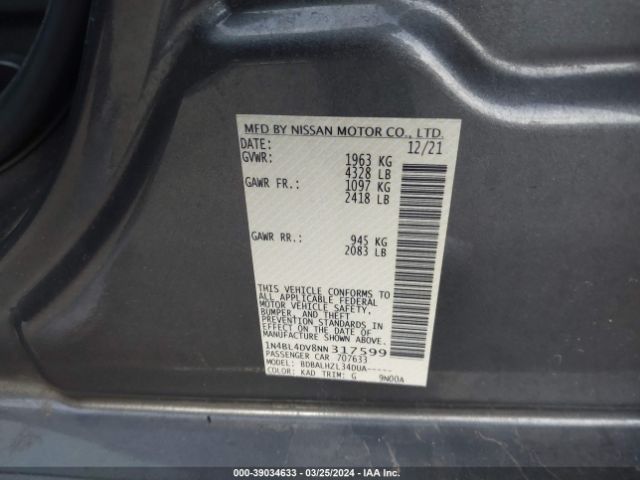 MFD BY NISSAN MOTOR CO., LTD.
DATE: 12/21
GVWR: 1963 KG
4328 LB
GAWR FR.: 1097 KG
2418 LB
GAWR RR.: 945 KG
2083 LB
THIS VEHICLE CONFORMS TO
ALL APPLICABLE FEDERAL
MOTOR VEHICLE SAFETY,
BUMPER, AND THEFT
PREVENTION STANDARDS IN
EFFECT ON THE DATE OF
MANUFACTURE SHOWN ABOVE.
1N4BL4DV8NN 317599
PASSENGER CAR 707633
MODEL: BDBALHZL34DUA-----
COLOR: KAD TRIM: G 9N00A
000-39034633 - 03/25/2024 - IAA Inc.